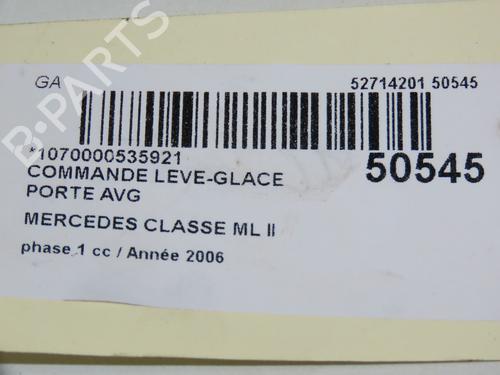 GA
52714201 50545
*1070000535921
50545
COMMANDE LEVE-GLACE
PORTE AVG
MERCEDES CLASSE ML II
phase 1 cc / Année 2006
B-PARTS